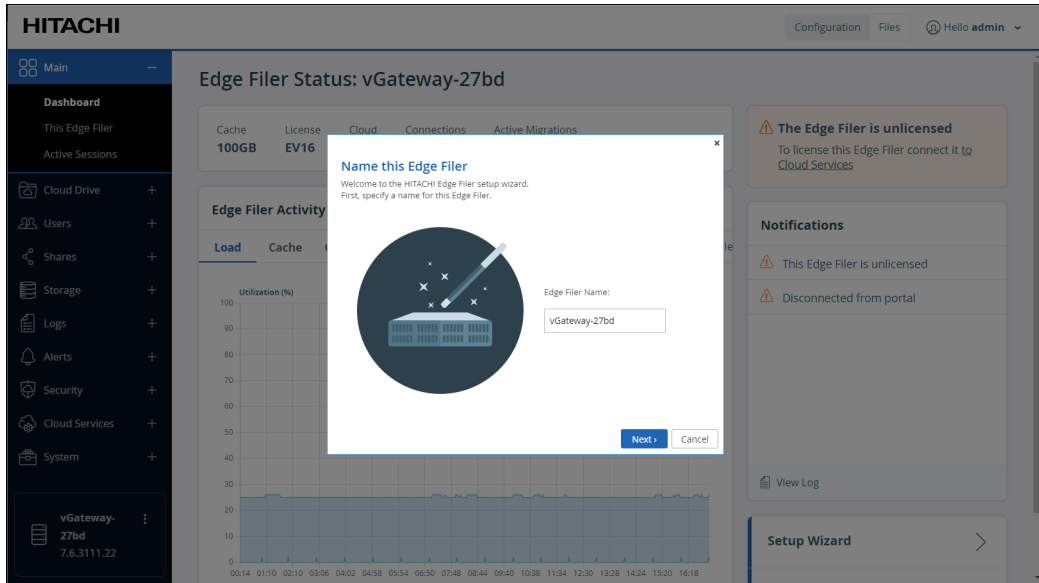 HITACHI
Configuration
Files
Hello admin
Main
Dashboard
This Edge Filer
Active Sessions
Cloud Drive
Users
Shares
Storage
Logs
Alerts
Security
Cloud Services
System
vGateway-
27bd
7.6.3111.22
Edge Filer Status: vGateway-27bd
Cache License Cloud Connections Active Migrations
100GB EV16
Edge Filer Activity
Load Cache
Utilization (%)
100
90
80
70
60
50
40
30
20
10
0
00:14 01:10 02:10 03:06 04:02 04:58 05:54 06:50 07:48 08:44 09:40 10:38 11:34 12:30 13:28 14:24 15:20 16:18
Name this Edge Filer
Welcome to the HITACHI Edge Filer setup wizard.
First, specify a name for this Edge Filer.
Edge Filer Name:
vGateway-27bd
Next ›
Cancel
The Edge Filer is unlicensed
To license this Edge Filer connect it to
Cloud Services
Notifications
This Edge Filer is unlicensed
Disconnected from portal
View Log
Setup Wizard